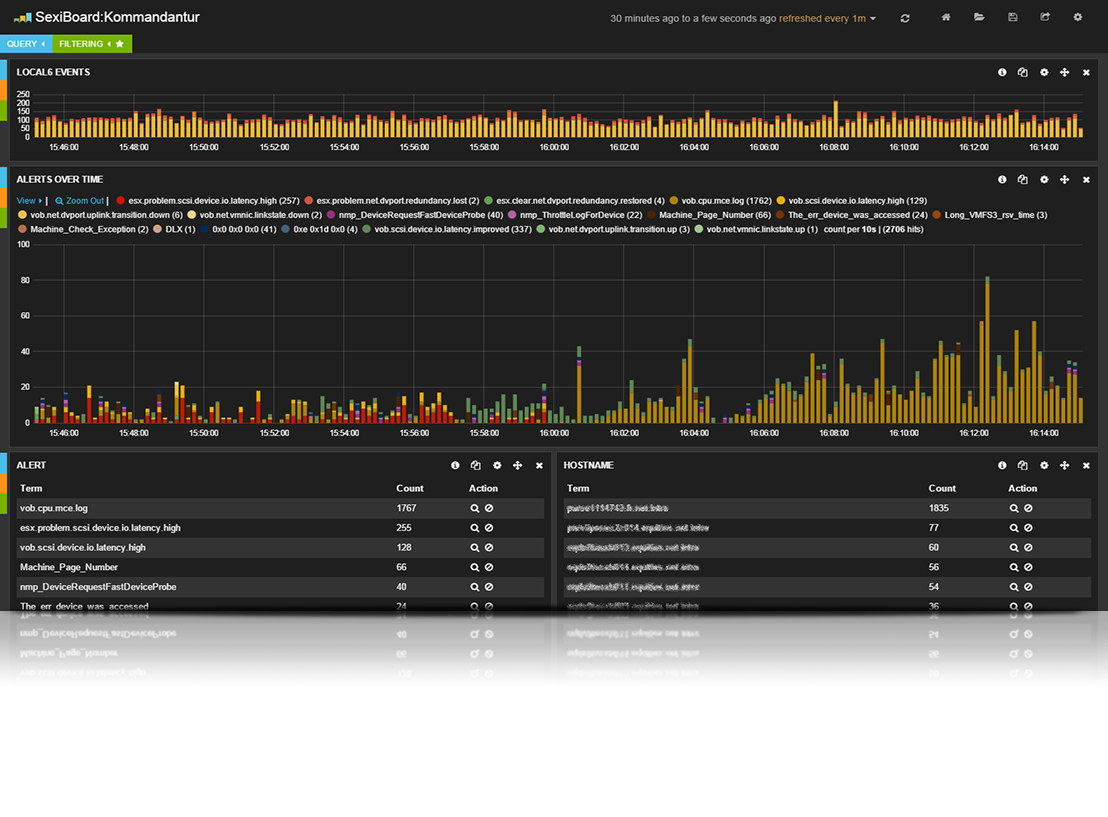 SexiBoard:Kommandantur
30 minutes ago to a few seconds ago refreshed every 1m
QUERY
FILTERING
LOCAL6 EVENTS
250
200
150
100
50
0
15:46:00 15:48:00 15:50:00 15:52:00 15:54:00 15:56:00 15:58:00 16:00:00 16:02:00 16:04:00 16:06:00 16:08:00 16:10:00 16:12:00 16:14:00
ALERTS OVER TIME
View | Zoom Out | esx.problem.scsi.device.io.latency.high (257) esx.problem.net.dvport.redundancy.lost (2) esx.clear.net.dvport.redundancy.restored (4) vob.cpu.mce.log (1762) vob.scsi.device.io.latency.high (129)
vob.net.dvport.uplink.transition.down (6) vob.net.vmnic.linkstate.down (2) nmp_DeviceRequestFastDeviceProbe (40) nmp_ThrottleLogForDevice (22) Machine_Page_Number (66) The_err_device_was_accessed (24) Long_VMFS3_rsv_time (3)
Machine_Check_Exception (2) DLX (1) 0x0 0x0 0x0 (41) 0xe 0x1d 0x0 (4) vob.scsi.device.io.latency.improved (337) vob.net.dvport.uplink.transition.up (3) vob.net.vmnic.linkstate.up (1) count per 10s | (2706 hits)
100
80
60
40
20
0
15:46:00 15:48:00 15:50:00 15:52:00 15:54:00 15:56:00 15:58:00 16:00:00 16:02:00 16:04:00 16:06:00 16:08:00 16:10:00 16:12:00 16:14:00
ALERT
Term Count Action
vob.cpu.mce.log 1767
esx.problem.scsi.device.io.latency.high 255
vob.scsi.device.io.latency.high 128
Machine_Page_Number 66
nmp_DeviceRequestFastDeviceProbe 40
The_err_device_was_accessed 24
HOSTNAME
Term Count Action
1835
77
60
56
54
36